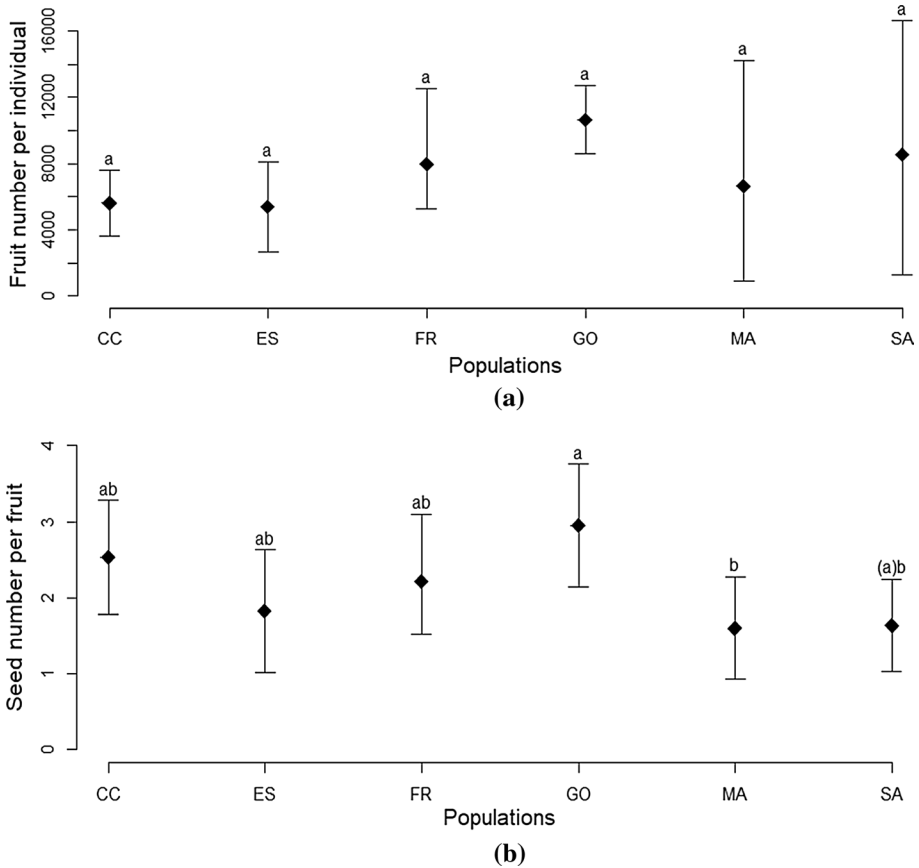 Fruit number per individual
16000
12000
8000
4000
0
a a a a a a
CC ES FR GO MA SA
Populations
(a)
Seed number per fruit
4
3
2
1
0
ab ab ab a b (a)b
CC ES FR GO MA SA
Populations
(b)